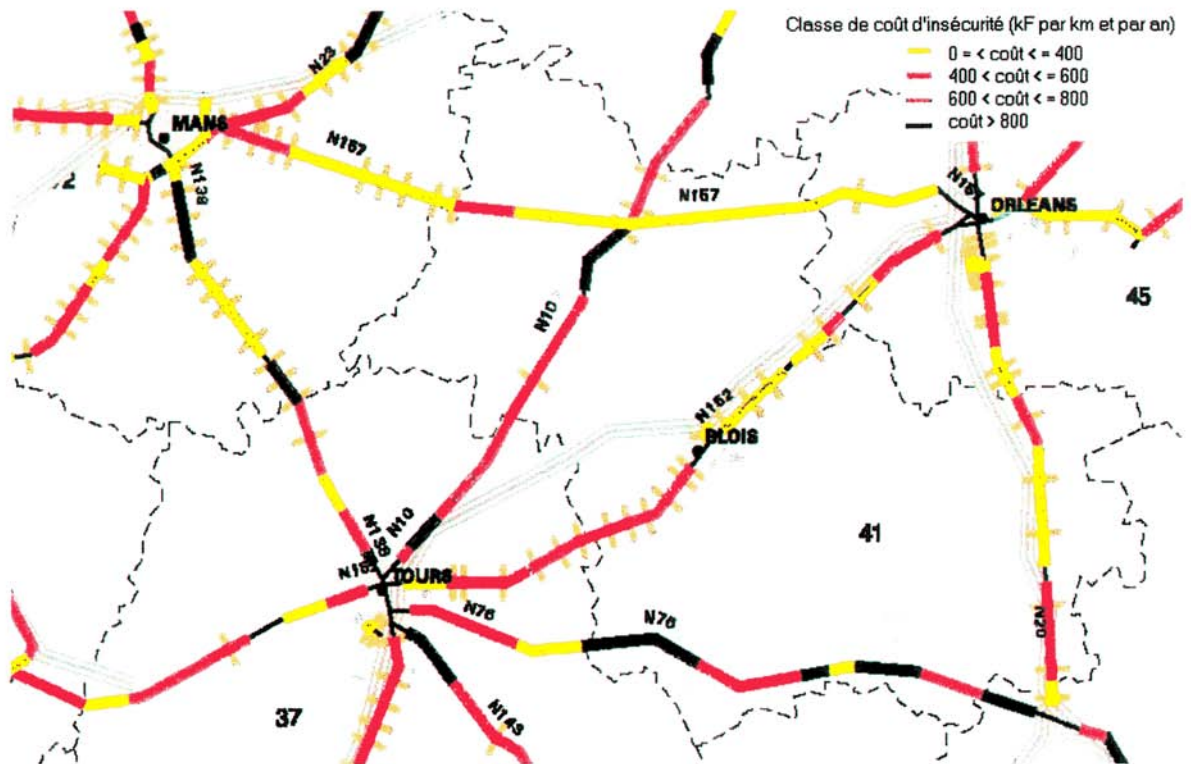 Classe de coût d'insécurité (kF par km et par an)
0 = < coût < = 400
400 < coût < = 600
600 < coût < = 800
coût > 800
N23
MANS
N157
N138
N157
ORLEANS
45
N10
N152
BLOIS
41
N10
TOURS
N76
N76
N20
37
N143